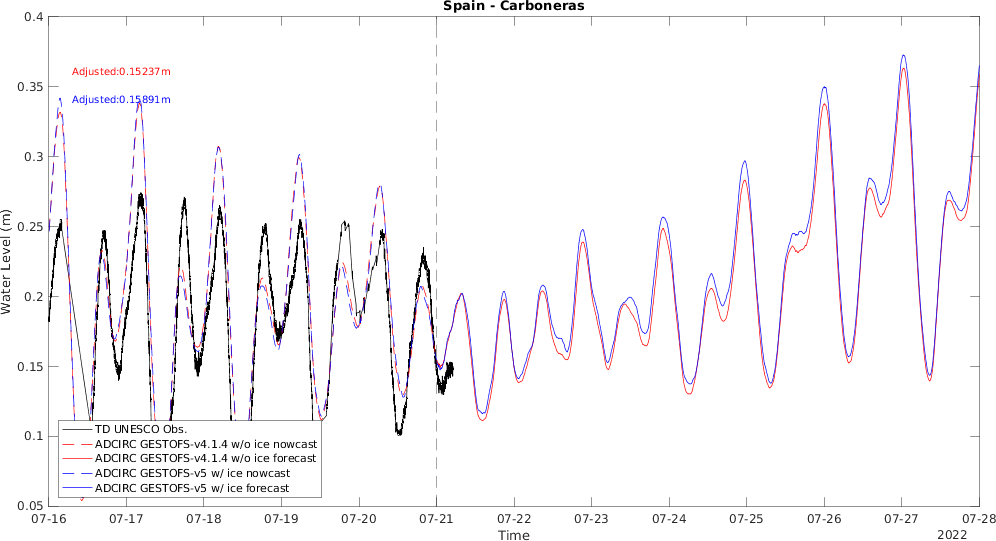 Spain - Carboneras
0.4
0.35
0.3
0.25
0.2
0.15
0.1
0.05
Water Level (m)
Adjusted:0.15237m
Adjusted:0.15891m
TD UNESCO Obs.
ADCIRC GESTOFS-v4.1.4 w/o ice nowcast
ADCIRC GESTOFS-v4.1.4 w/o ice forecast
ADCIRC GESTOFS-v5 w/ ice nowcast
ADCIRC GESTOFS-v5 w/ ice forecast
07-16 07-17 07-18 07-19 07-20 07-21 07-22 07-23 07-24 07-25 07-26 07-27 07-28
Time
2022